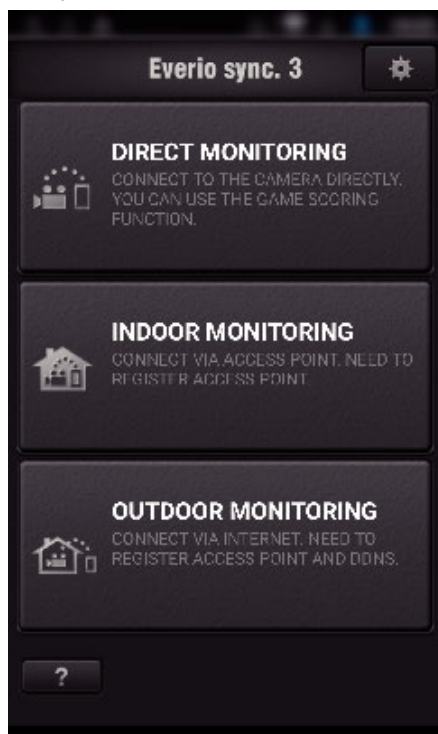 Everio sync. 3
DIRECT MONITORING
CONNECT TO THE CAMERA DIRECTLY.
YOU CAN USE THE GAME SCORING
FUNCTION.
INDOOR MONITORING
CONNECT VIA ACCESS POINT. NEED TO
REGISTER ACCESS POINT.
OUTDOOR MONITORING
CONNECT VIA INTERNET. NEED TO
REGISTER ACCESS POINT AND DDNS.
?